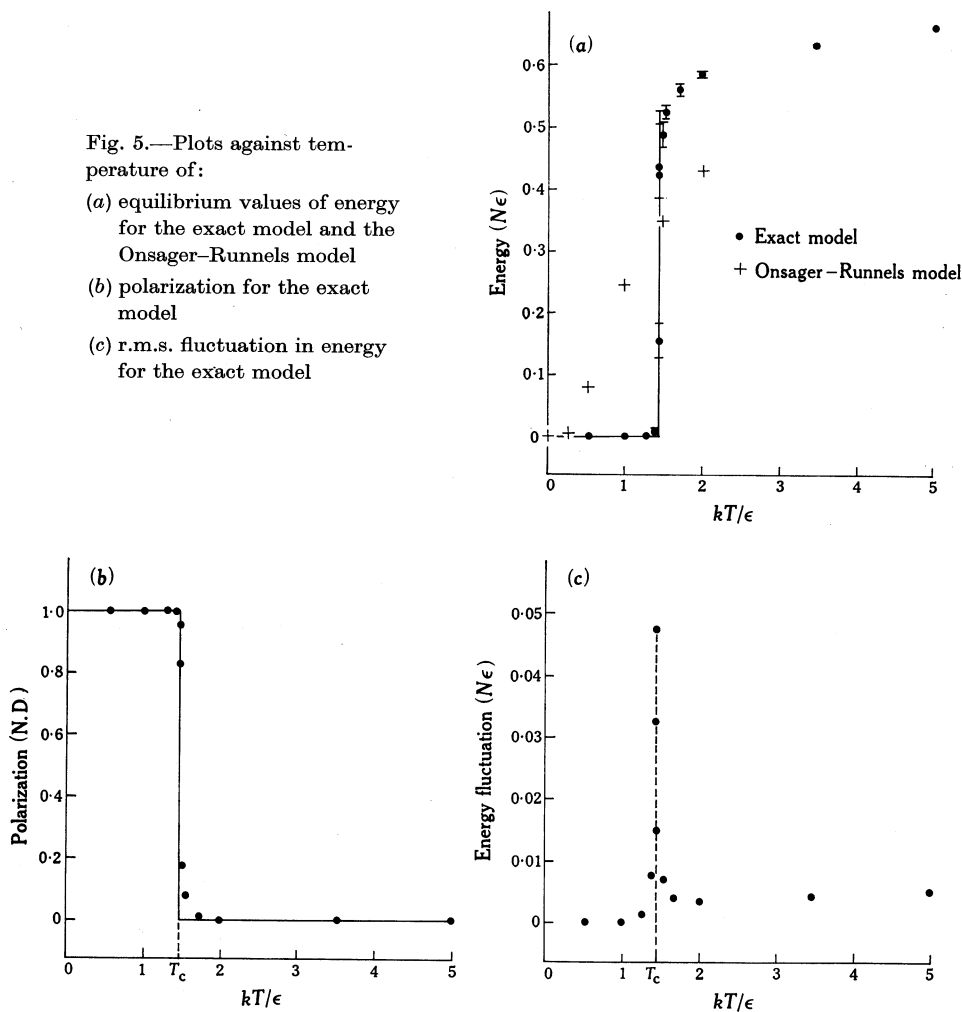 Fig. 5.—Plots against tem-
perature of:
(a) equilibrium values of energy
for the exact model and the
Onsager–Runnels model
(b) polarization for the exact
model
(c) r.m.s. fluctuation in energy
for the exact model
(a)
0·6
0·5
0·4
0·3
0·2
0·1
0
Energy (Nϵ)
Exact model
Onsager–Runnels model
0 1 2 3 4 5
kT/ϵ
(b)
1·0
0·8
0·6
0·4
0·2
0
Polarization (N.D)
0 1 Tc 2 3 4 5
kT/ϵ
(c)
0·05
0·04
0·03
0·02
0·01
0
Energy fluctuation (Nϵ)
0 1 Tc 2 3 4 5
kT/ϵ